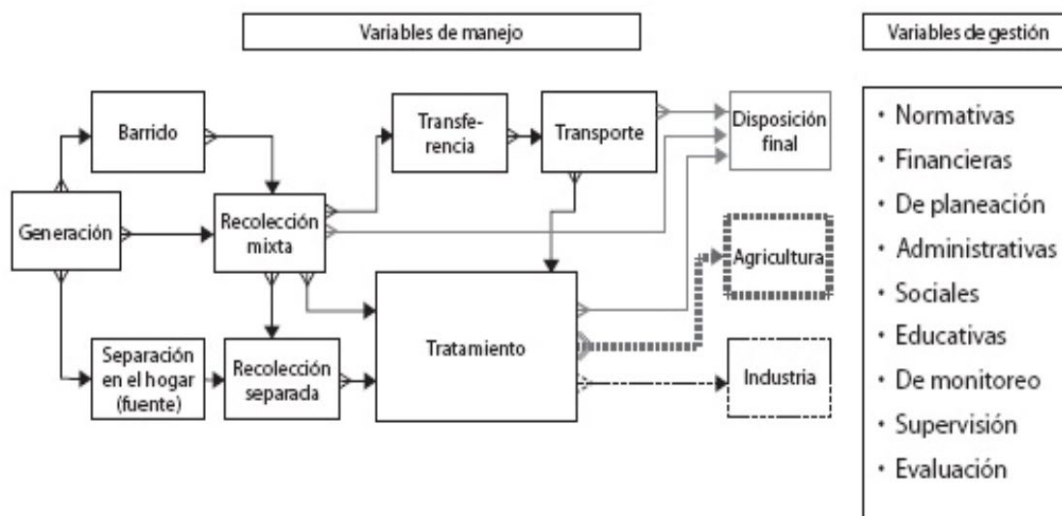 Variables de manejo
Variables de gestión
Barrido
Transfe-
rencia
Transporte
Disposición
final
Generación
Recolección
mixta
Agricultura
Tratamiento
Separación
en el hogar
(fuente)
Recolección
separada
Industria
• Normativas
• Financieras
• De planeación
• Administrativas
• Sociales
• Educativas
• De monitoreo
• Supervisión
• Evaluación